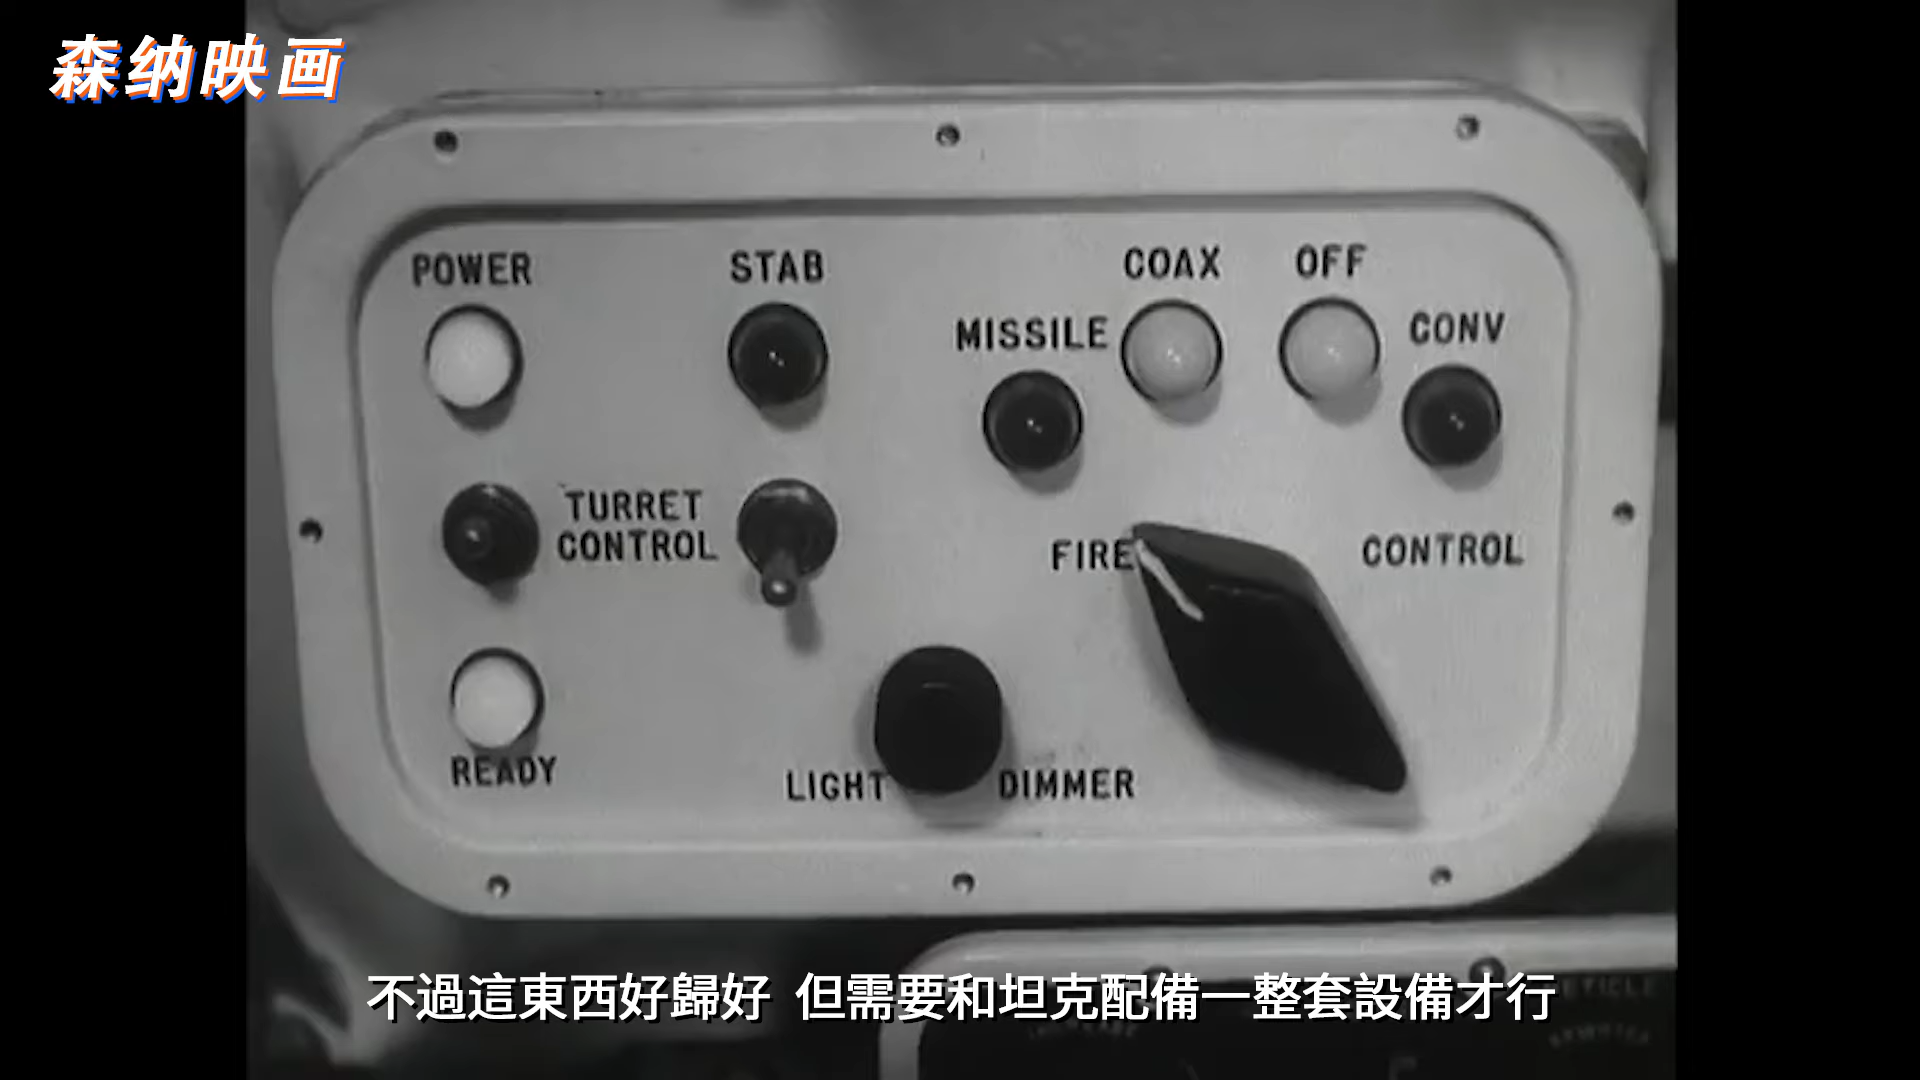 森纳映画
POWER
STAB
COAX
OFF
MISSILE
CONV
TURRET
CONTROL
FIRE
CONTROL
READY
LIGHT
DIMMER
不過這東西好歸好 但需要和坦克配備一整套設備才行